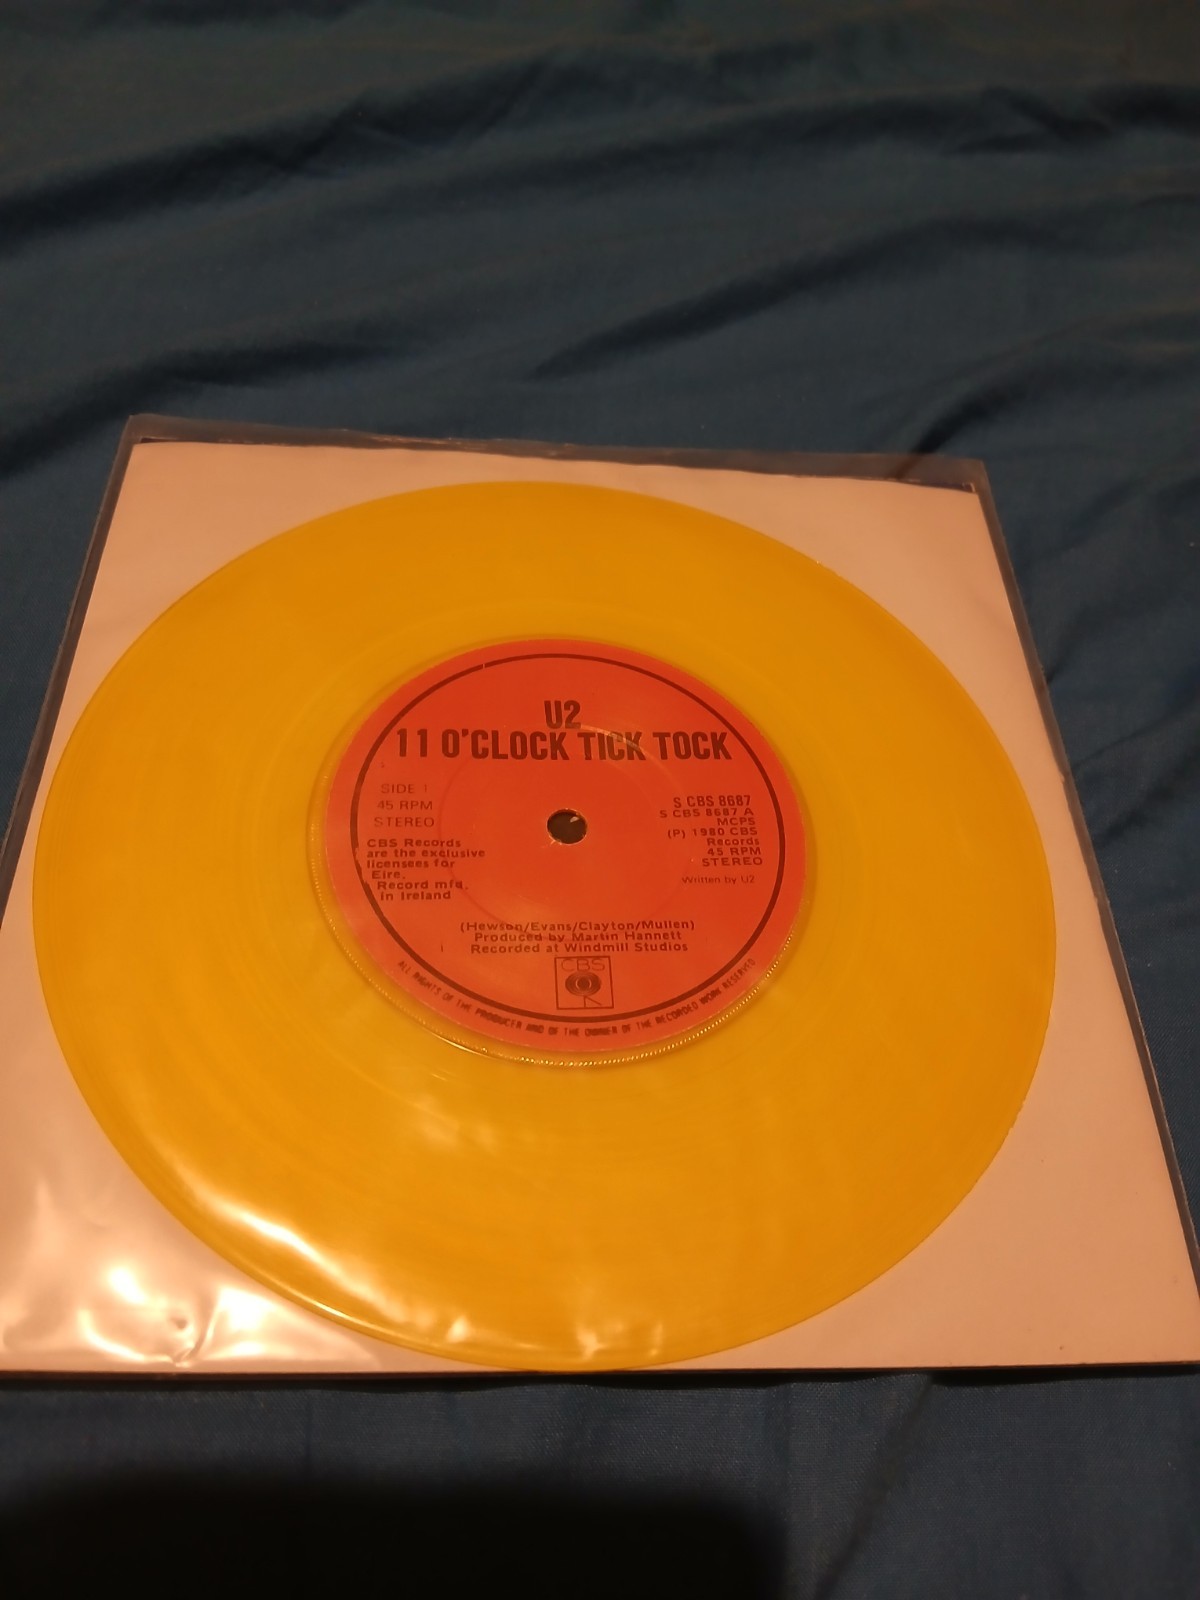 U2
11 O'CLOCK TICK TOCK
SIDE 1
45 RPM
STEREO
CBS Records
are the exclusive
licensees for
Eire.
Record mfd.
in Ireland
S CBS 8687
S CBS 8687 A
MCPS
(P) 1980 CBS
Records
45 RPM
STEREO
Written by U2
(Hewson/Evans/Clayton/Mullen)
Produced by Martin Hannett
Recorded at Windmill Studios
CBS
ALL RIGHTS OF THE PRODUCER AND OF THE OWNER OF THE RECORDED WORK RESERVED